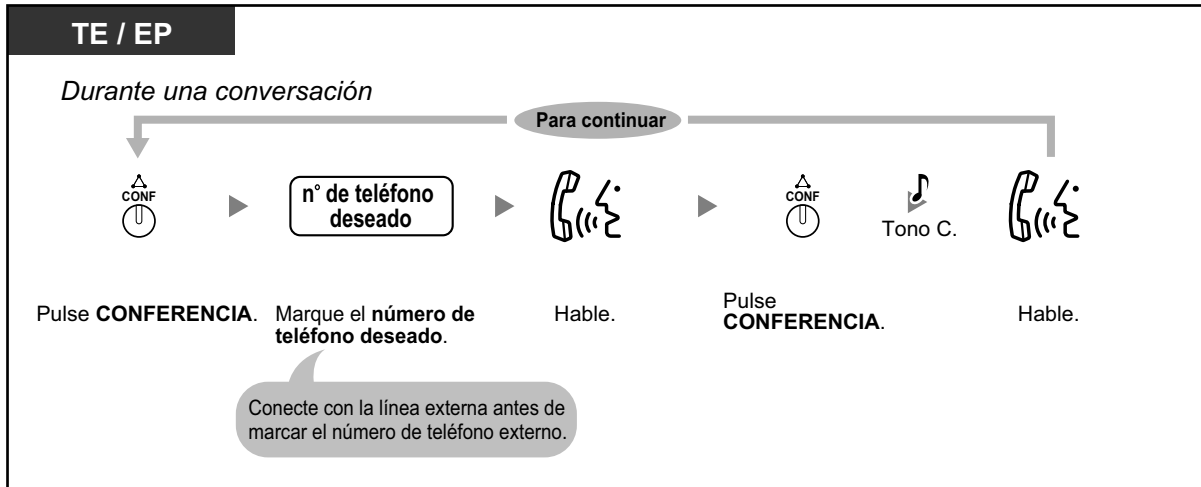 TE / EP
Durante una conversación
Para continuar
CONF
n° de teléfono
deseado
CONF
Tono C.
Pulse CONFERENCIA.
Marque el número de
teléfono deseado.
Hable.
Pulse
CONFERENCIA.
Hable.
Conecte con la línea externa antes de
marcar el número de teléfono externo.